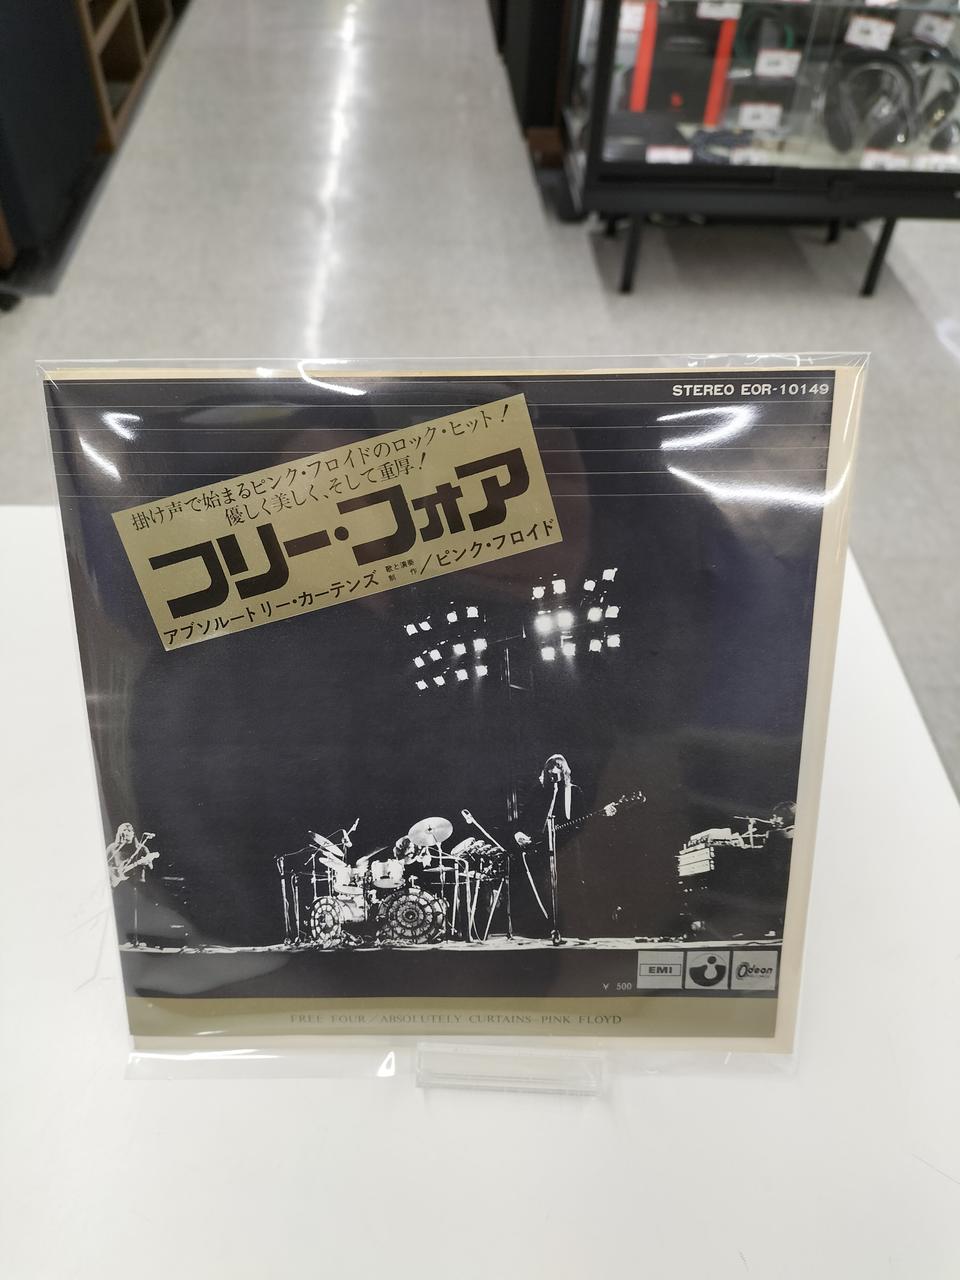 STEREO EOR-10149
掛け声で始まるピンク・フロイドのロック・ヒット!
優しく美しく、そして重厚!
フリー・フォア
アブソルートリー・カーテンズ 歌と演奏 制作/ピンク・フロイド
EMI
Odeon
¥ 500
FREE FOUR/ABSOLUTELY CURTAINS–PINK FLOYD